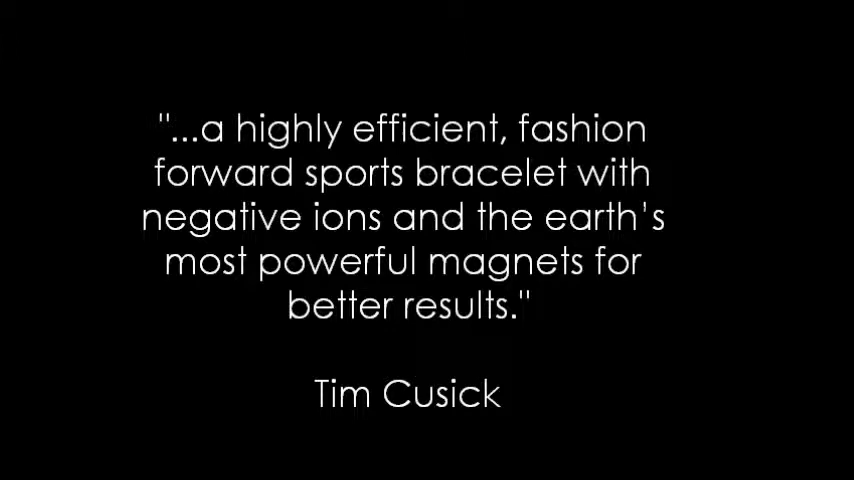 "...a highly efficient, fashion
forward sports bracelet with
negative ions and the earth's
most powerful magnets for
better results."
Tim Cusick